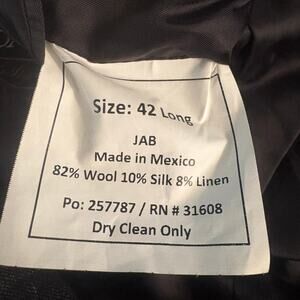 Size: 42 Long
JAB
Made in Mexico
82% Wool 10% Silk 8% Linen
Po: 257787 / RN # 31608
Dry Clean Only